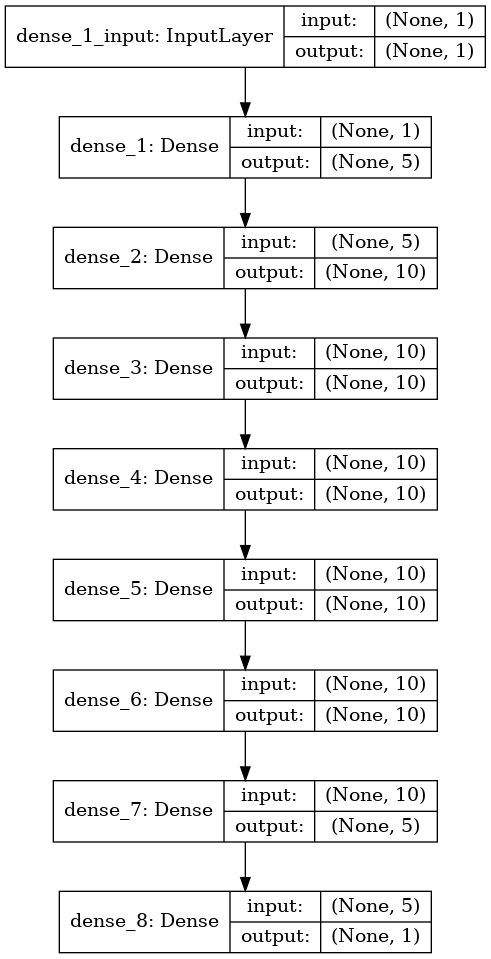 dense_1_input: InputLayer
input: (None, 1)
output: (None, 1)
dense_1: Dense
input: (None, 1)
output: (None, 5)
dense_2: Dense
input: (None, 5)
output: (None, 10)
dense_3: Dense
input: (None, 10)
output: (None, 10)
dense_4: Dense
input: (None, 10)
output: (None, 10)
dense_5: Dense
input: (None, 10)
output: (None, 10)
dense_6: Dense
input: (None, 10)
output: (None, 10)
dense_7: Dense
input: (None, 10)
output: (None, 5)
dense_8: Dense
input: (None, 5)
output: (None, 1)